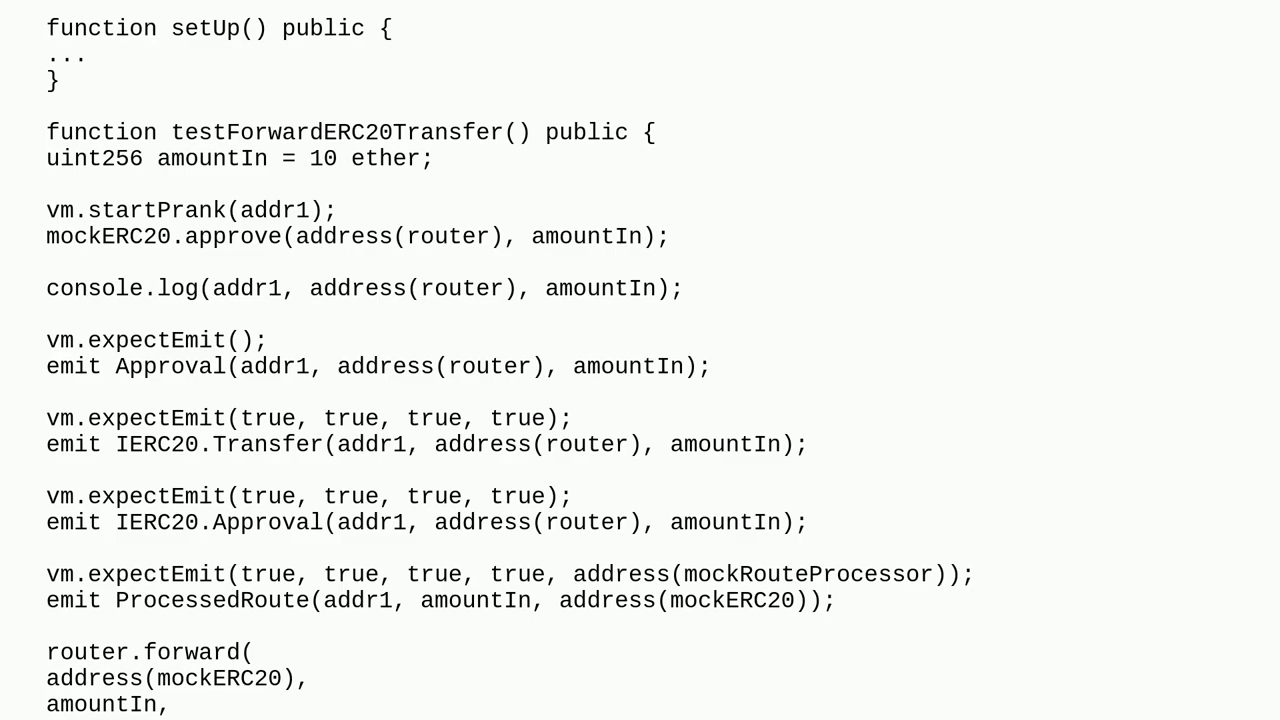 function setUp() public {
...
}
function testForwardERC20Transfer() public {
uint256 amountIn = 10 ether;
vm.startPrank(addr1);
mockERC20.approve(address(router), amountIn);
console.log(addr1, address(router), amountIn);
vm.expectEmit();
emit Approval(addr1, address(router), amountIn);
vm.expectEmit(true, true, true, true);
emit IERC20.Transfer(addr1, address(router), amountIn);
vm.expectEmit(true, true, true, true);
emit IERC20.Approval(addr1, address(router), amountIn);
vm.expectEmit(true, true, true, true, address(mockRouteProcessor));
emit ProcessedRoute(addr1, amountIn, address(mockERC20));
router.forward(
address(mockERC20),
amountIn,